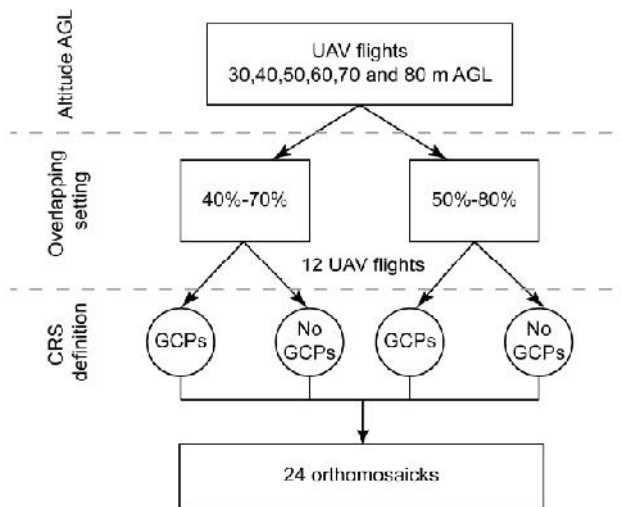 Altitude AGL
UAV flights
30,40,50,60,70 and 80 m AGL
Overlapping
setting
40%-70%
50%-80%
12 UAV flights
CRS
definition
GCPs
No
GCPs
GCPs
No
GCPs
24 orthomosaicks